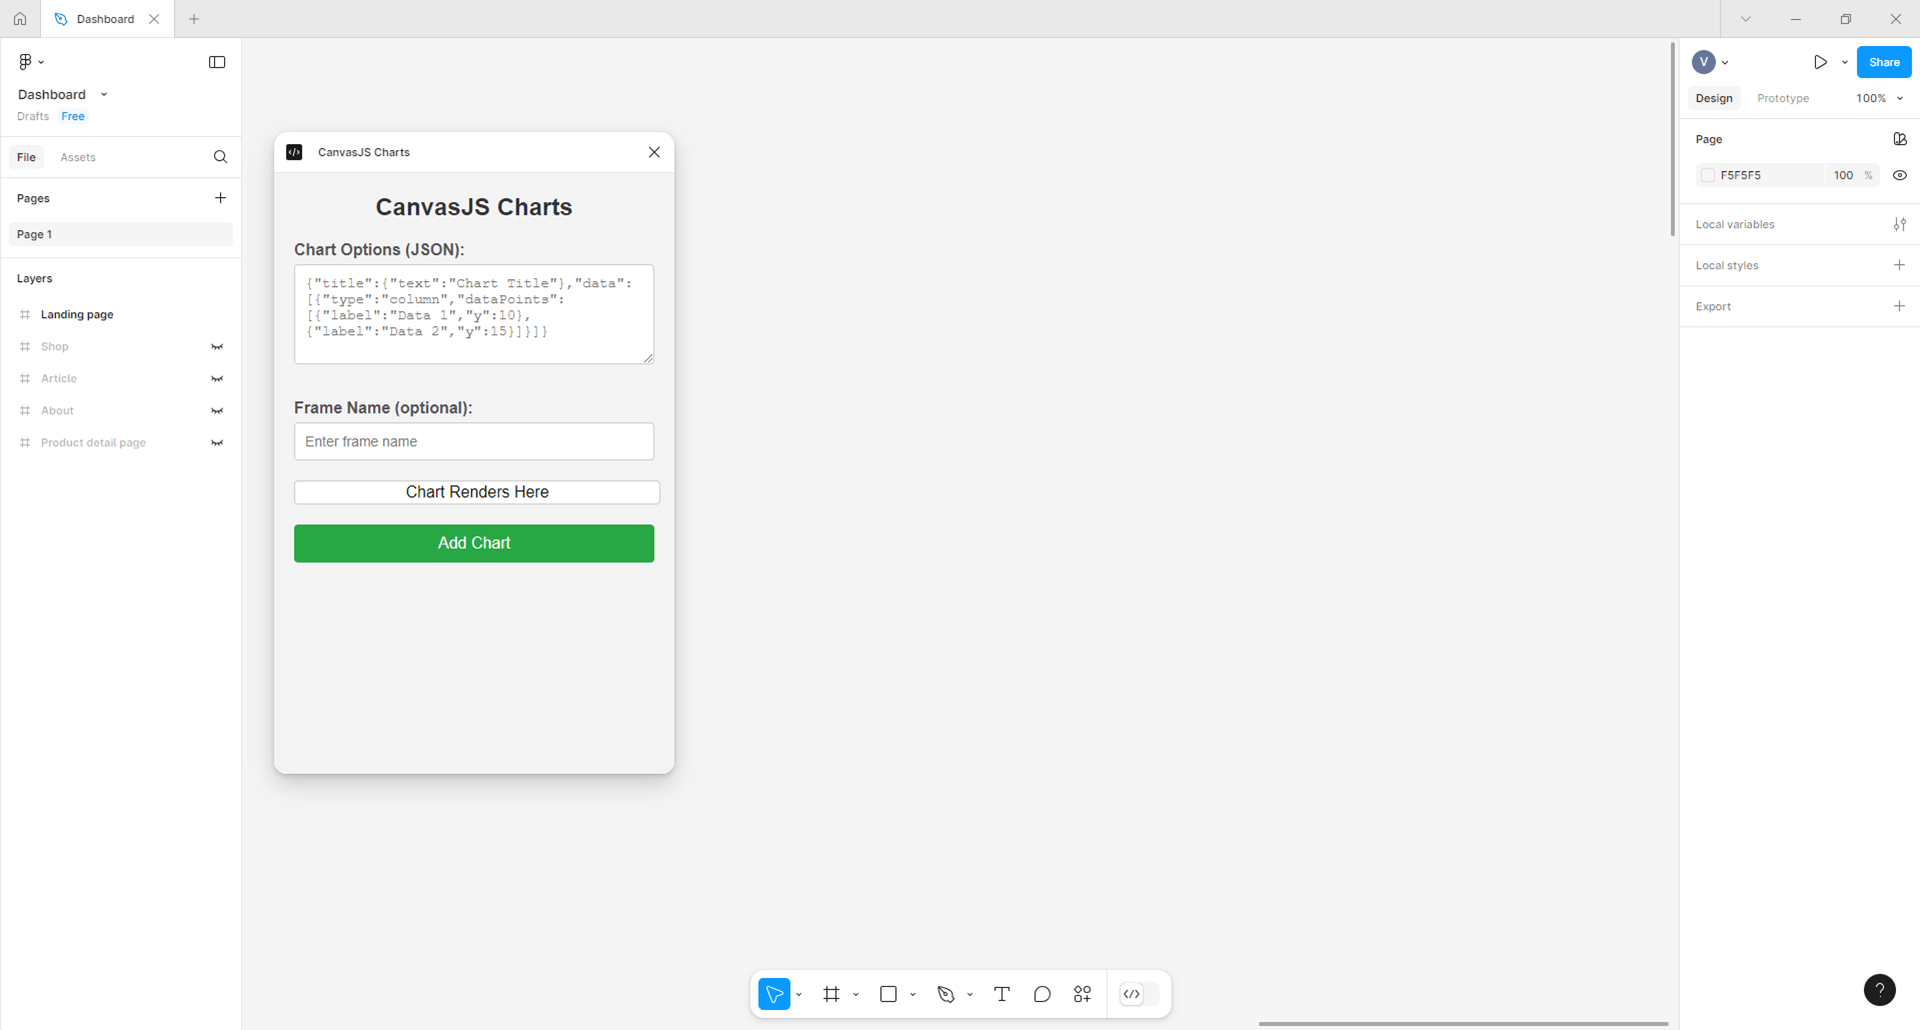 Dashboard
Dashboard
Drafts Free
File Assets
Pages
Page 1
Layers
Landing page
Shop
Article
About
Product detail page
CanvasJS Charts
CanvasJS Charts
Chart Options (JSON):
{"title":{"text":"Chart Title"},"data":
[{"type":"column","dataPoints":
[{"label":"Data 1","y":10},
{"label":"Data 2","y":15}]}]}
Frame Name (optional):
Enter frame name
Chart Renders Here
Add Chart
V
Share
Design Prototype 100%
Page
F5F5F5 100 %
Local variables
Local styles
Export
?